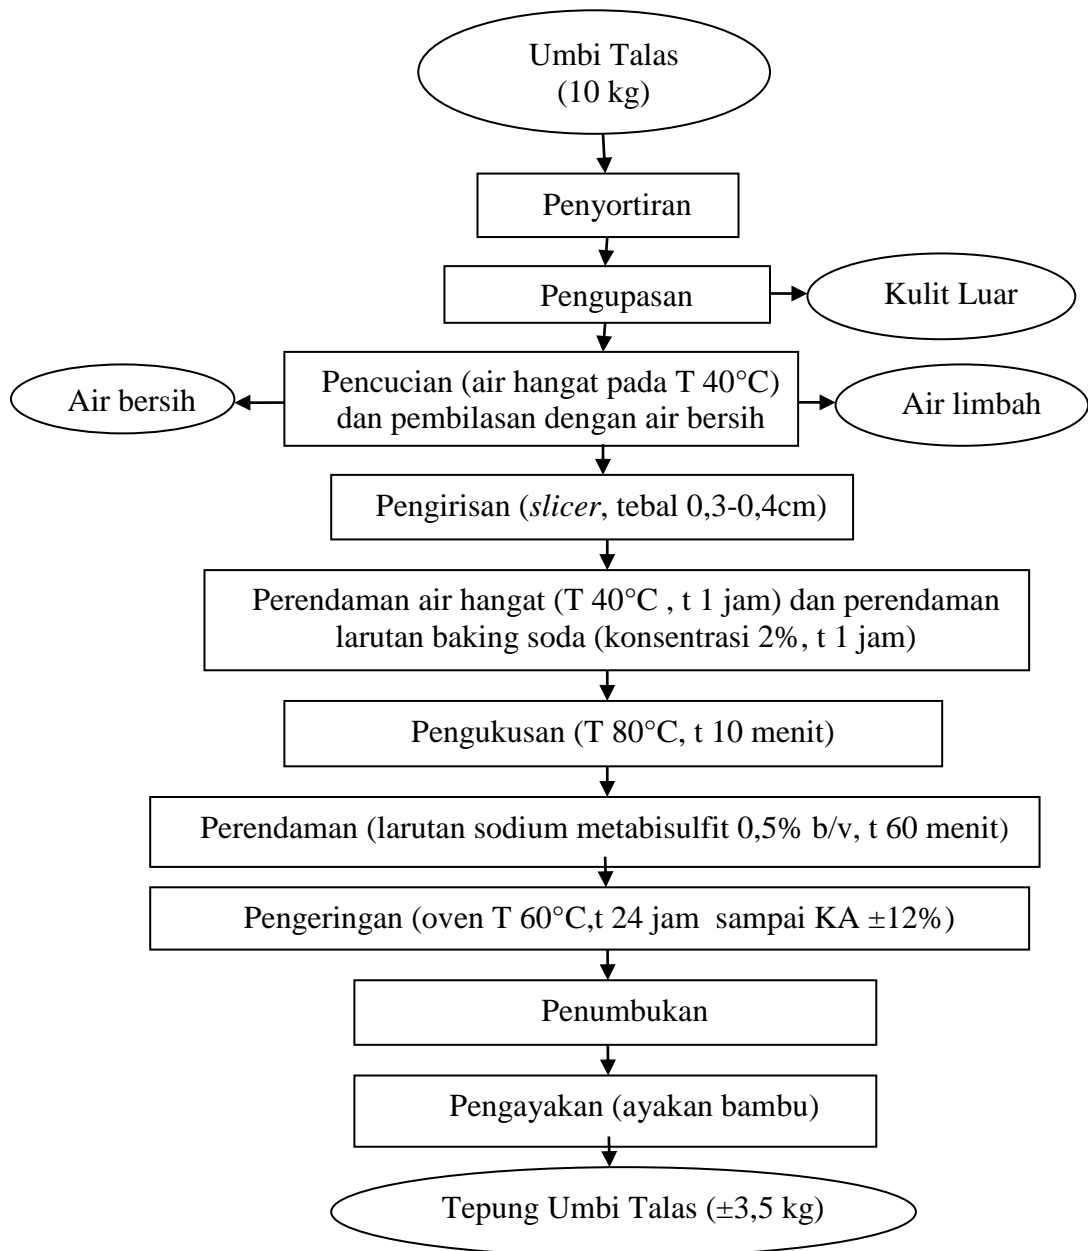 Umbi Talas
(10 kg)
Penyortiran
Pengupasan
Kulit Luar
Air bersih
Pencucian (air hangat pada T 40°C)
dan pembilasan dengan air bersih
Air limbah
Pengirisan (slicer, tebal 0,3-0,4cm)
Perendaman air hangat (T 40°C , t 1 jam) dan perendaman
larutan baking soda (konsentrasi 2%, t 1 jam)
Pengukusan (T 80°C, t 10 menit)
Perendaman (larutan sodium metabisulfit 0,5% b/v, t 60 menit)
Pengeringan (oven T 60°C,t 24 jam  sampai KA ±12%)
Penumbukan
Pengayakan (ayakan bambu)
Tepung Umbi Talas (±3,5 kg)